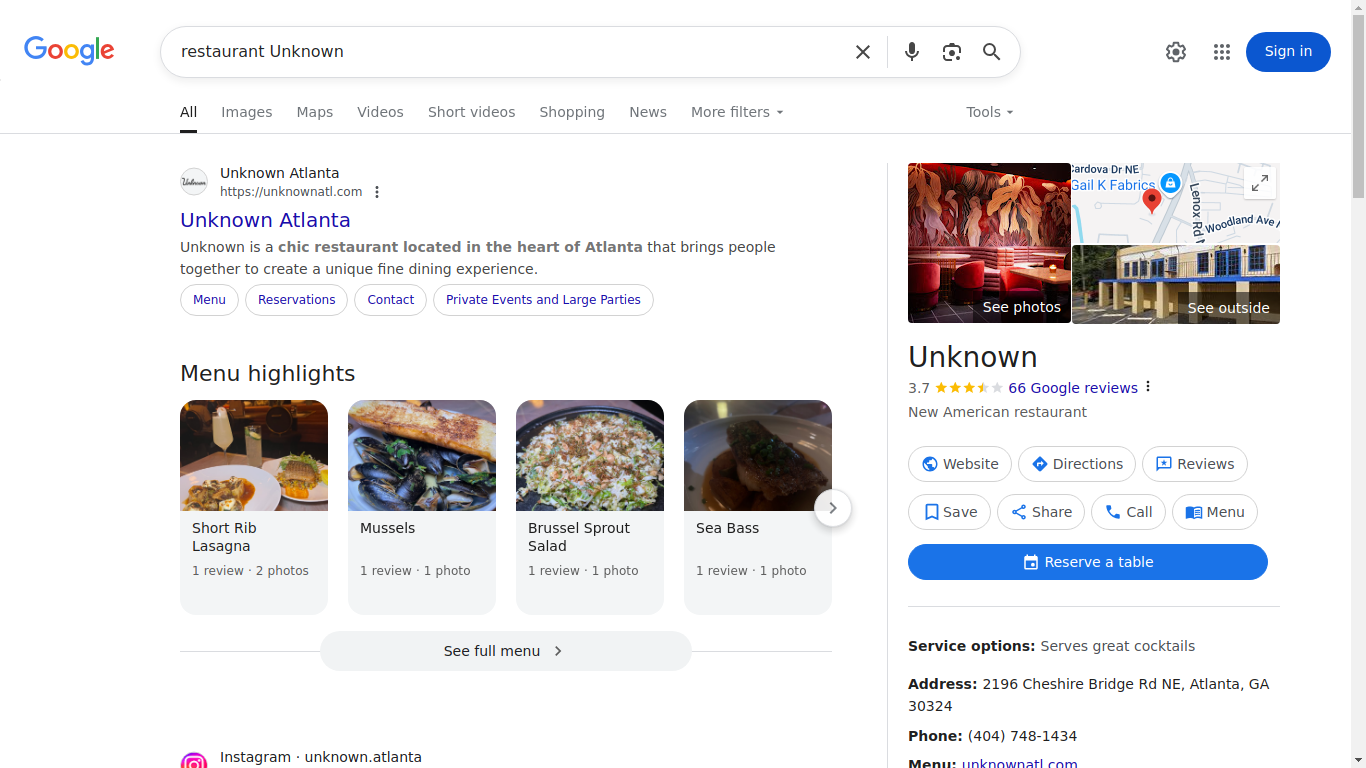 Google
restaurant Unknown
Sign in
All
Images
Maps
Videos
Short videos
Shopping
News
More filters
Tools
Unknown
Unknown Atlanta
https://unknownatl.com
Unknown Atlanta
Unknown is a chic restaurant located in the heart of Atlanta that brings people
together to create a unique fine dining experience.
Menu
Reservations
Contact
Private Events and Large Parties
Menu highlights
Short Rib
Lasagna
1 review · 2 photos
Mussels
1 review · 1 photo
Brussel Sprout
Salad
1 review · 1 photo
Sea Bass
1 review · 1 photo
See full menu
Instagram · unknown.atlanta
See photos
Cardova Dr NE
Gail K Fabrics
Lenox Rd N
Woodland Ave
See outside
Unknown
3.7
66 Google reviews
New American restaurant
Website
Directions
Reviews
Save
Share
Call
Menu
Reserve a table
Service options: Serves great cocktails
Address: 2196 Cheshire Bridge Rd NE, Atlanta, GA
30324
Phone: (404) 748-1434
Menu: unknownatl.com